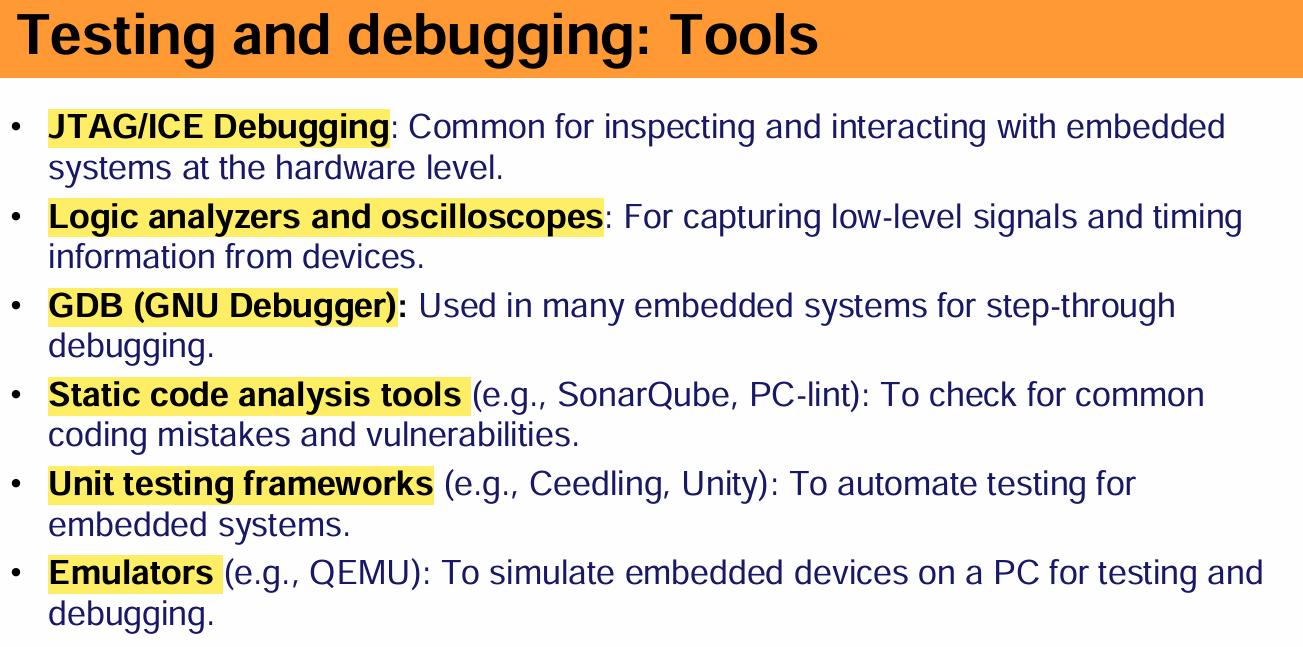 Testing and debugging: Tools
• JTAG/ICE Debugging: Common for inspecting and interacting with embedded
systems at the hardware level.
• Logic analyzers and oscilloscopes: For capturing low-level signals and timing
information from devices.
• GDB (GNU Debugger): Used in many embedded systems for step-through
debugging.
• Static code analysis tools (e.g., SonarQube, PC-lint): To check for common
coding mistakes and vulnerabilities.
• Unit testing frameworks (e.g., Ceedling, Unity): To automate testing for
embedded systems.
• Emulators (e.g., QEMU): To simulate embedded devices on a PC for testing and
debugging.